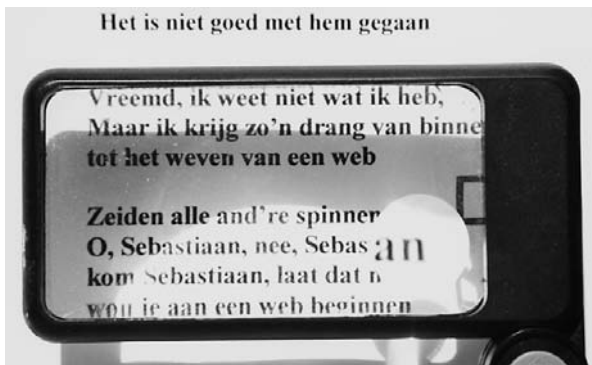 Het is niet goed met hem gegaan
Vreemd, ik weet niet wat ik heb,
Maar ik krijg zo'n drang van binne
tot het weven van een web
Zeiden alle and're spinner
O, Sebastiaan, nee, Sebas an
kom Sebastiaan, laat dat n
wou je aan een web beginnen